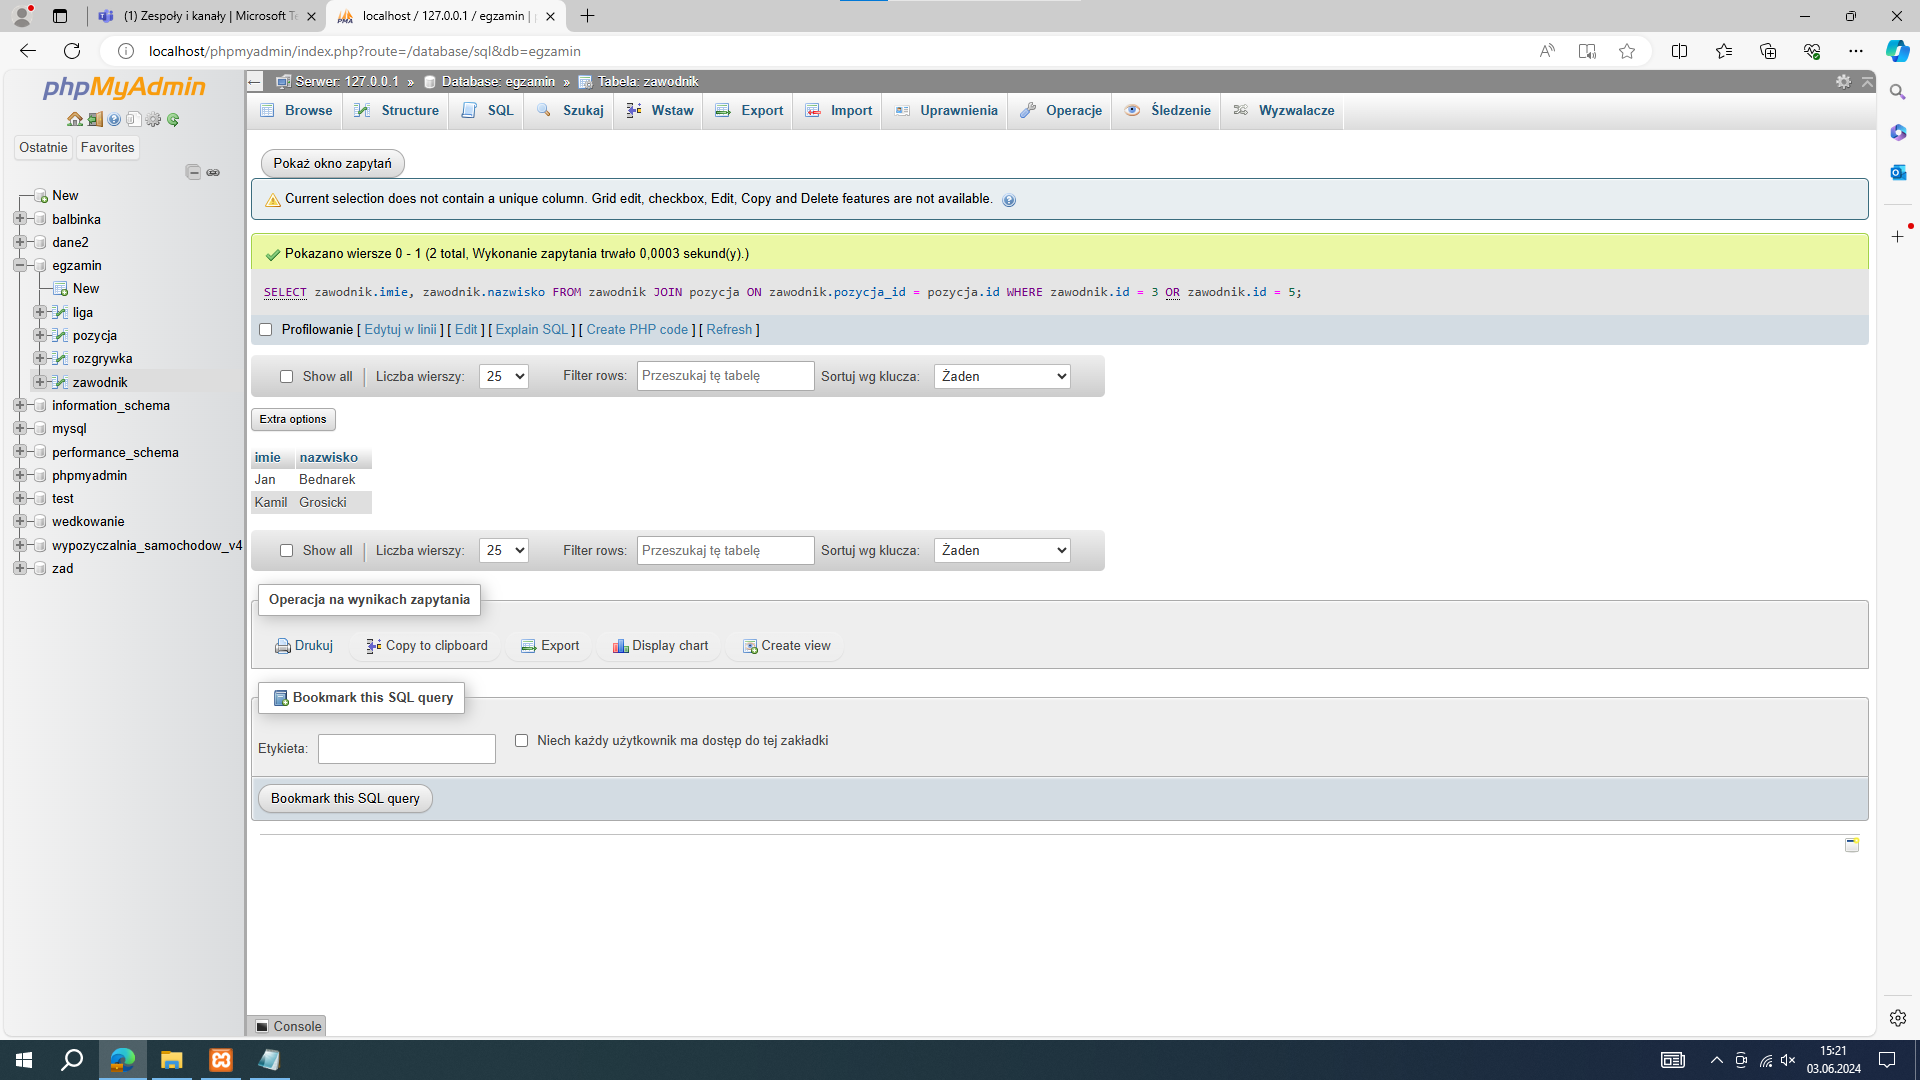 (1) Zespoły i kanały | Microsoft Te
localhost / 127.0.0.1 / egzamin | p
localhost/phpmyadmin/index.php?route=/database/sql&db=egzamin
phpMyAdmin
Ostatnie
Favorites
New
balbinka
dane2
egzamin
New
liga
pozycja
rozgrywka
zawodnik
information_schema
mysql
performance_schema
phpmyadmin
test
wedkowanie
wypozyczalnia_samochodow_v4
zad
Serwer: 127.0.0.1 » Database: egzamin » Tabela: zawodnik
Browse Structure SQL Szukaj Wstaw Export Import Uprawnienia Operacje Śledzenie Wyzwalacze
Pokaż okno zapytań
Current selection does not contain a unique column. Grid edit, checkbox, Edit, Copy and Delete features are not available.
Pokazano wiersze 0 - 1 (2 total, Wykonanie zapytania trwało 0,0003 sekund(y).)
SELECT zawodnik.imie, zawodnik.nazwisko FROM zawodnik JOIN pozycja ON zawodnik.pozycja_id = pozycja.id WHERE zawodnik.id = 3 OR zawodnik.id = 5;
Profilowanie [ Edytuj w linii ] [ Edit ] [ Explain SQL ] [ Create PHP code ] [ Refresh ]
Show all | Liczba wierszy: 25 Filter rows: Przeszukaj tę tabelę Sortuj wg klucza: Żaden
Extra options
imie nazwisko
Jan Bednarek
Kamil Grosicki
Show all | Liczba wierszy: 25 Filter rows: Przeszukaj tę tabelę Sortuj wg klucza: Żaden
Operacja na wynikach zapytania
Drukuj Copy to clipboard Export Display chart Create view
Bookmark this SQL query
Etykieta: Niech każdy użytkownik ma dostęp do tej zakładki
Bookmark this SQL query
Console
15:21
03.06.2024